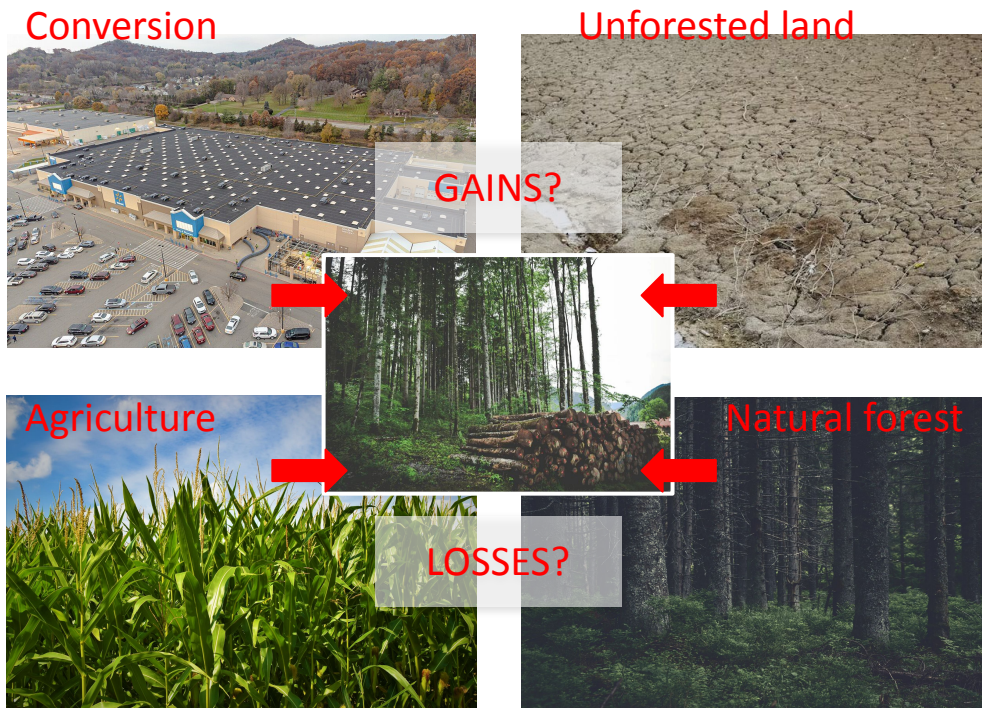 Conversion
Unforested land
GAINS?
Agriculture
Natural forest
LOSSES?